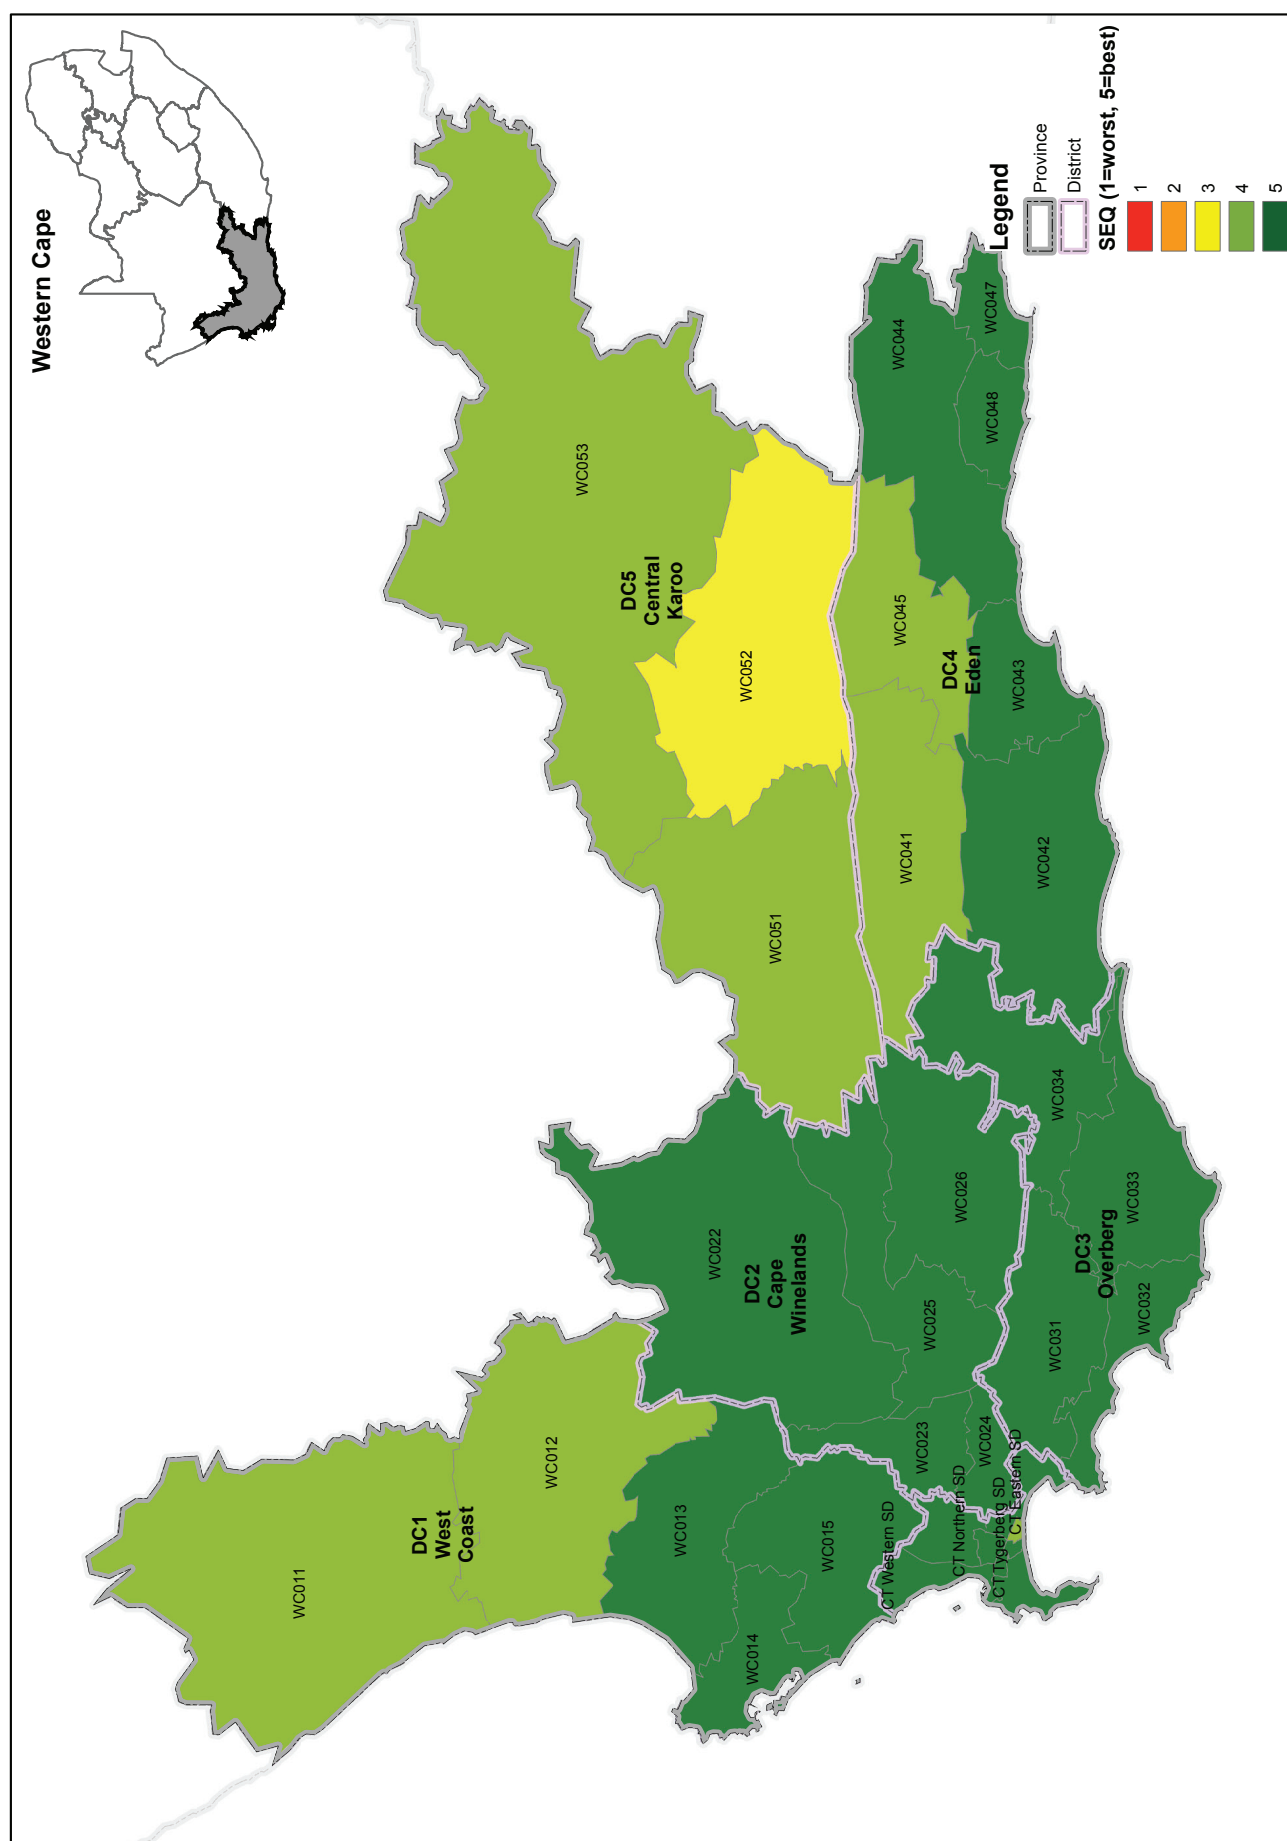 Western Cape
WC011
DC1
West
Coast
WC012
WC013
WC014
WC015
WC022
DC2
Cape
Winelands
WC023
WC024
WC025
WC026
CT Western SD
CT Northern SD
CT Tygerberg SD
CT Eastern SD
WC031
WC032
DC3
Overberg
WC033
WC034
WC053
DC5
Central
Karoo
WC052
WC051
WC041
WC045
DC4
Eden
WC042
WC043
WC044
WC048
WC047
Legend
Province
District
SEQ (1=worst, 5=best)
1
2
3
4
5